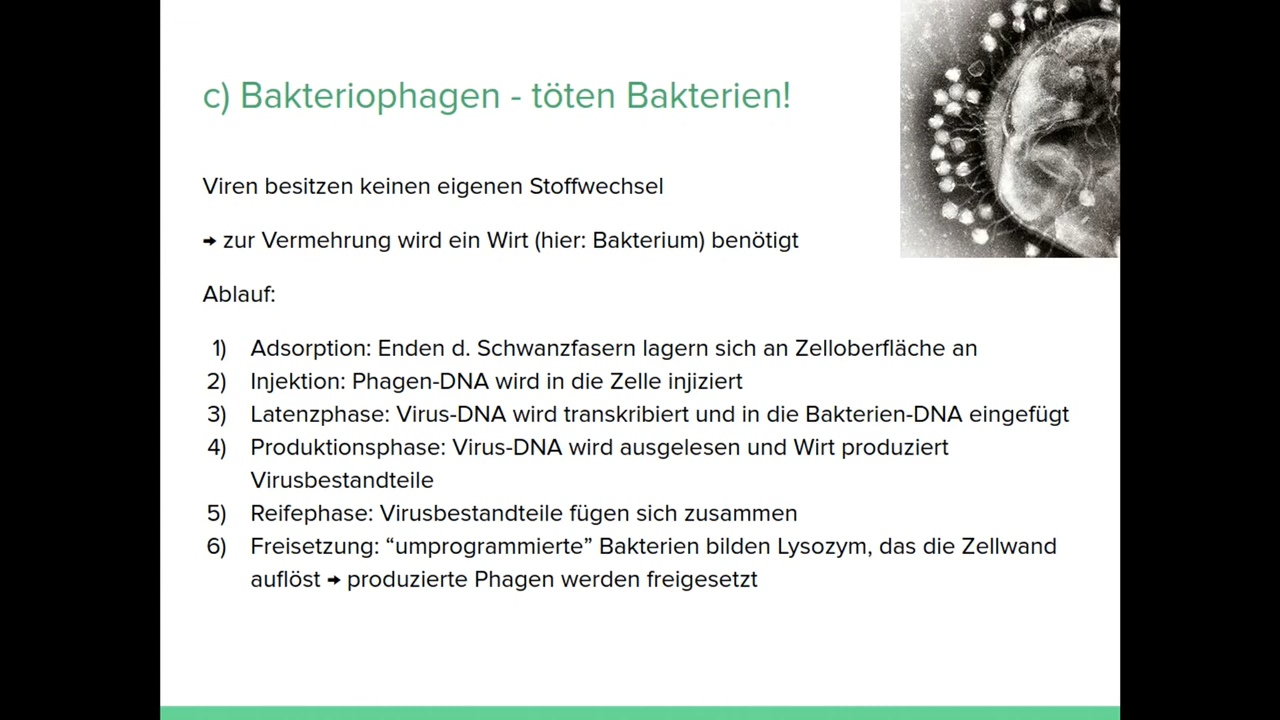 c) Bakteriophagen - töten Bakterien!
Viren besitzen keinen eigenen Stoffwechsel
➞ zur Vermehrung wird ein Wirt (hier: Bakterium) benötigt
Ablauf:
1) Adsorption: Enden d. Schwanzfasern lagern sich an Zelloberfläche an
2) Injektion: Phagen-DNA wird in die Zelle injiziert
3) Latenzphase: Virus-DNA wird transkribiert und in die Bakterien-DNA eingefügt
4) Produktionsphase: Virus-DNA wird ausgelesen und Wirt produziert
Virusbestandteile
5) Reifephase: Virusbestandteile fügen sich zusammen
6) Freisetzung: “umprogrammierte” Bakterien bilden Lysozym, das die Zellwand
auflöst ➞ produzierte Phagen werden freigesetzt